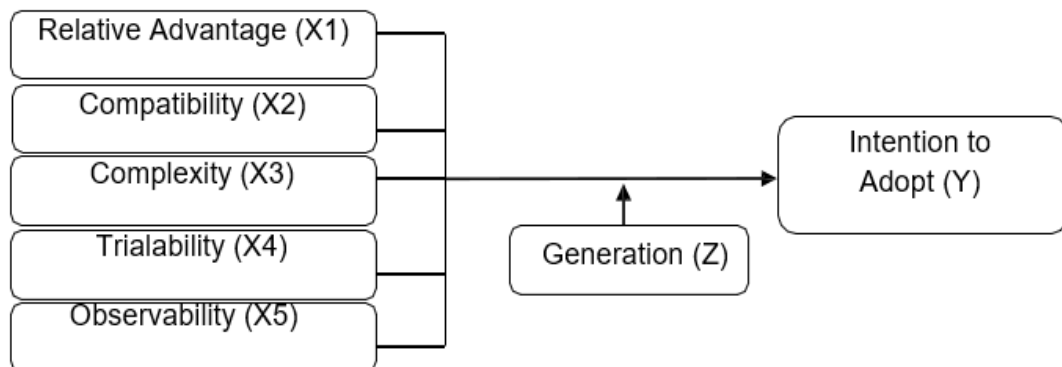 Relative Advantage (X1)
Compatibility (X2)
Complexity (X3)
Trialability (X4)
Observability (X5)
Generation (Z)
Intention to
Adopt (Y)